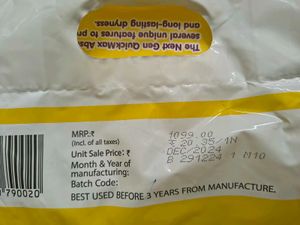 The Next Gen QuickMax Abs
several unique features to pr
and long-lasting dryness.
MRP:₹ 1099.00
(Incl. of all taxes)
Unit Sale Price: ₹ ₹ 20.35/1N
Month & Year of DEC/2024
manufacturing: B 291224 1 M10
Batch Code:
BEST USED BEFORE 3 YEARS FROM MANUFACTURE.
790020